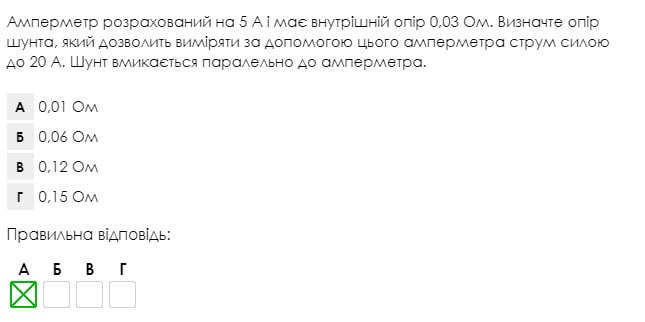 Амперметр розрахований на 5 А і має внутрішній опір 0,03 Ом. Визначте опір
шунта, який дозволить виміряти за допомогою цього амперметра струм силою
до 20 А. Шунт вмикається паралельно до амперметра.
А 0,01 Ом
Б 0,06 Ом
В 0,12 Ом
Г 0,15 Ом
Правильна відповідь:
А Б В Г